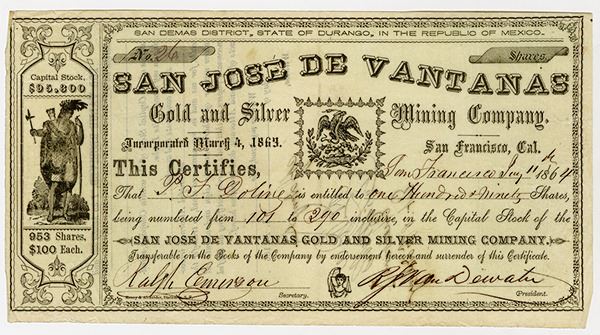 SAN DEMAS DISTRICT, STATE OF DURANGO, IN THE REPUBLIC OF MEXICO.
No. 26 Shares.
Capital Stock.
$95,300
SAN JOSE DE VANTANAS
Gold and Silver Mining Company.
Incorporated March 4, 1863. San Francisco, Cal.
This Certifies, San Francisco 11th 1864
That is entitled to one Hundred & Ninety Shares,
being numbered from 101 to 290 inclusive, in the Capital Stock of the
SAN JOSE DE VANTANAS GOLD AND SILVER MINING COMPANY.
Transferable on the Books of the Company by endorsement hereon and surrender of this Certificate.
953 Shares,
$100 Each.
Ralph Emerson
Secretary. President.